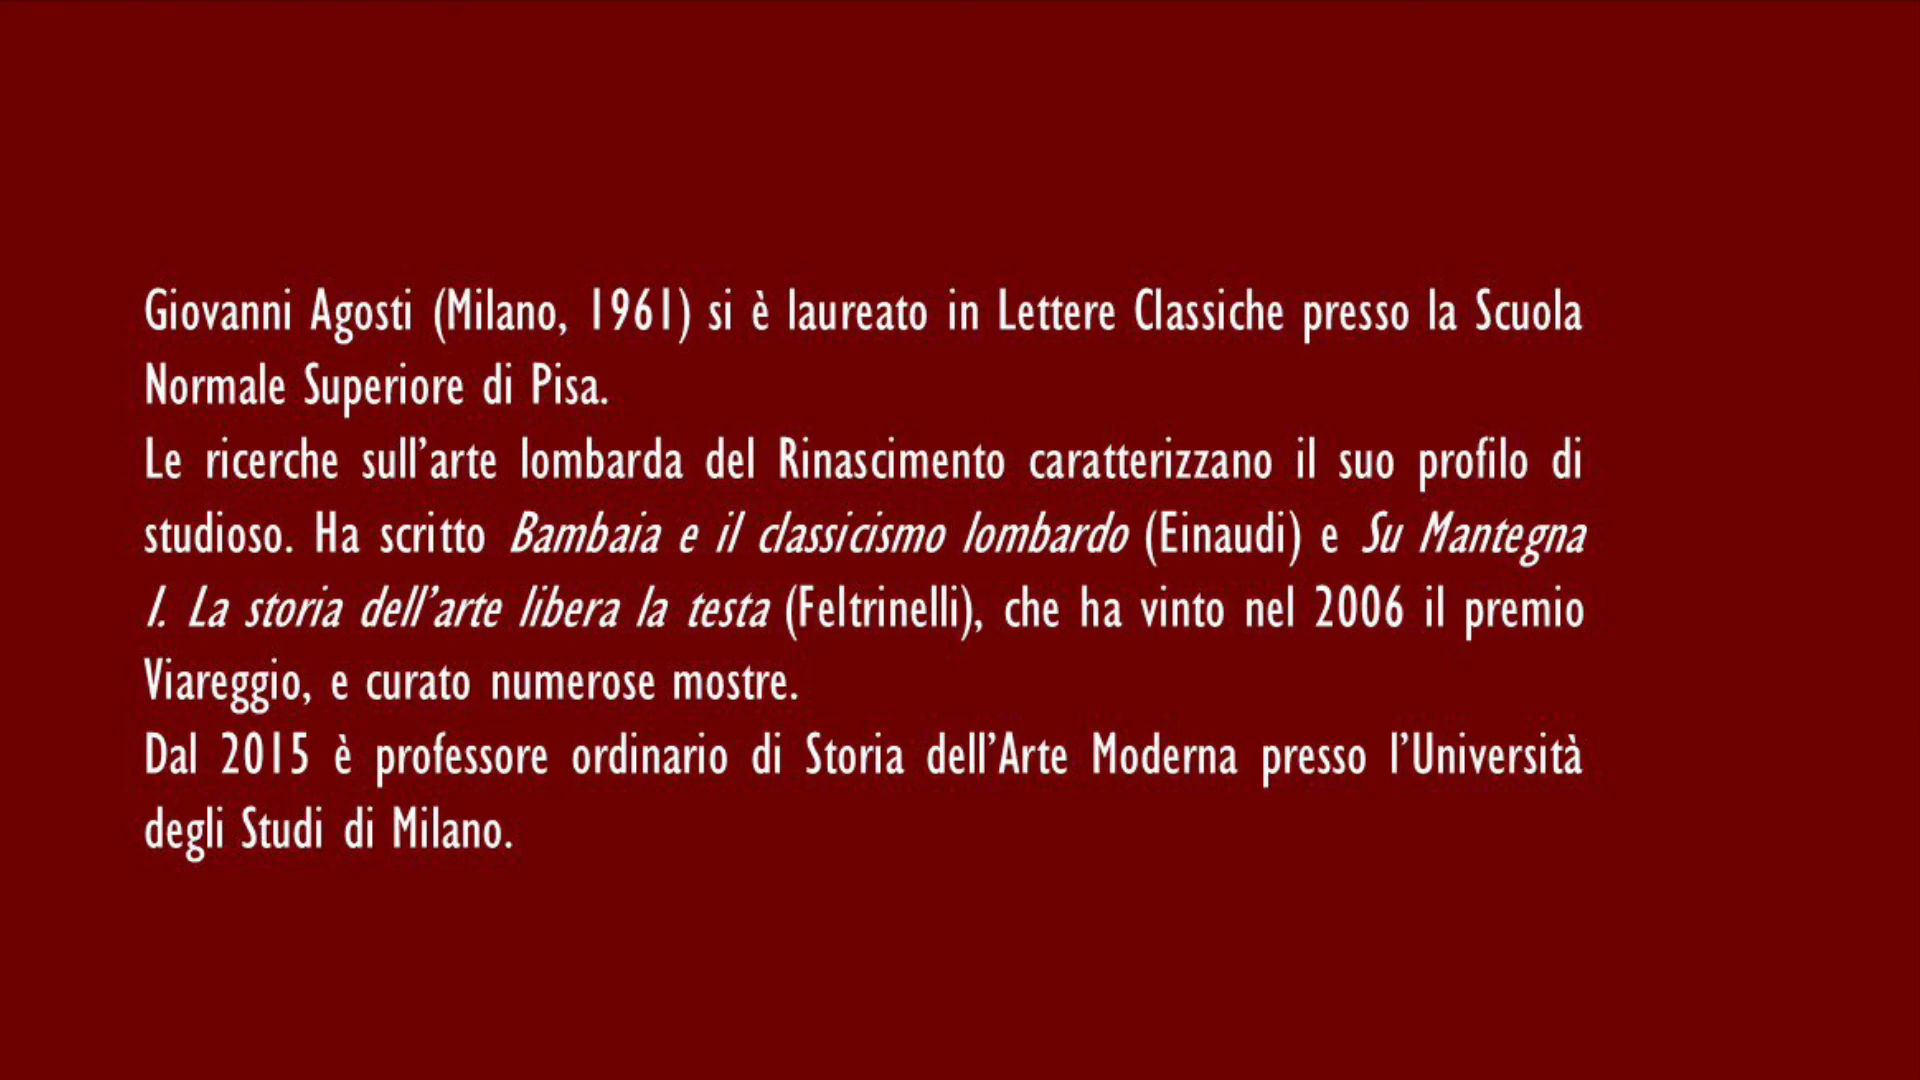 Giovanni Agosti (Milano, 1961) si è laureato in Lettere Classiche presso la Scuola
Normale Superiore di Pisa.
Le ricerche sull’arte lombarda del Rinascimento caratterizzano il suo profilo di
studioso. Ha scritto Bambaia e il classicismo lombardo (Einaudi) e Su Mantegna
I. La storia dell’arte libera la testa (Feltrinelli), che ha vinto nel 2006 il premio
Viareggio, e curato numerose mostre.
Dal 2015 è professore ordinario di Storia dell’Arte Moderna presso l’Università
degli Studi di Milano.